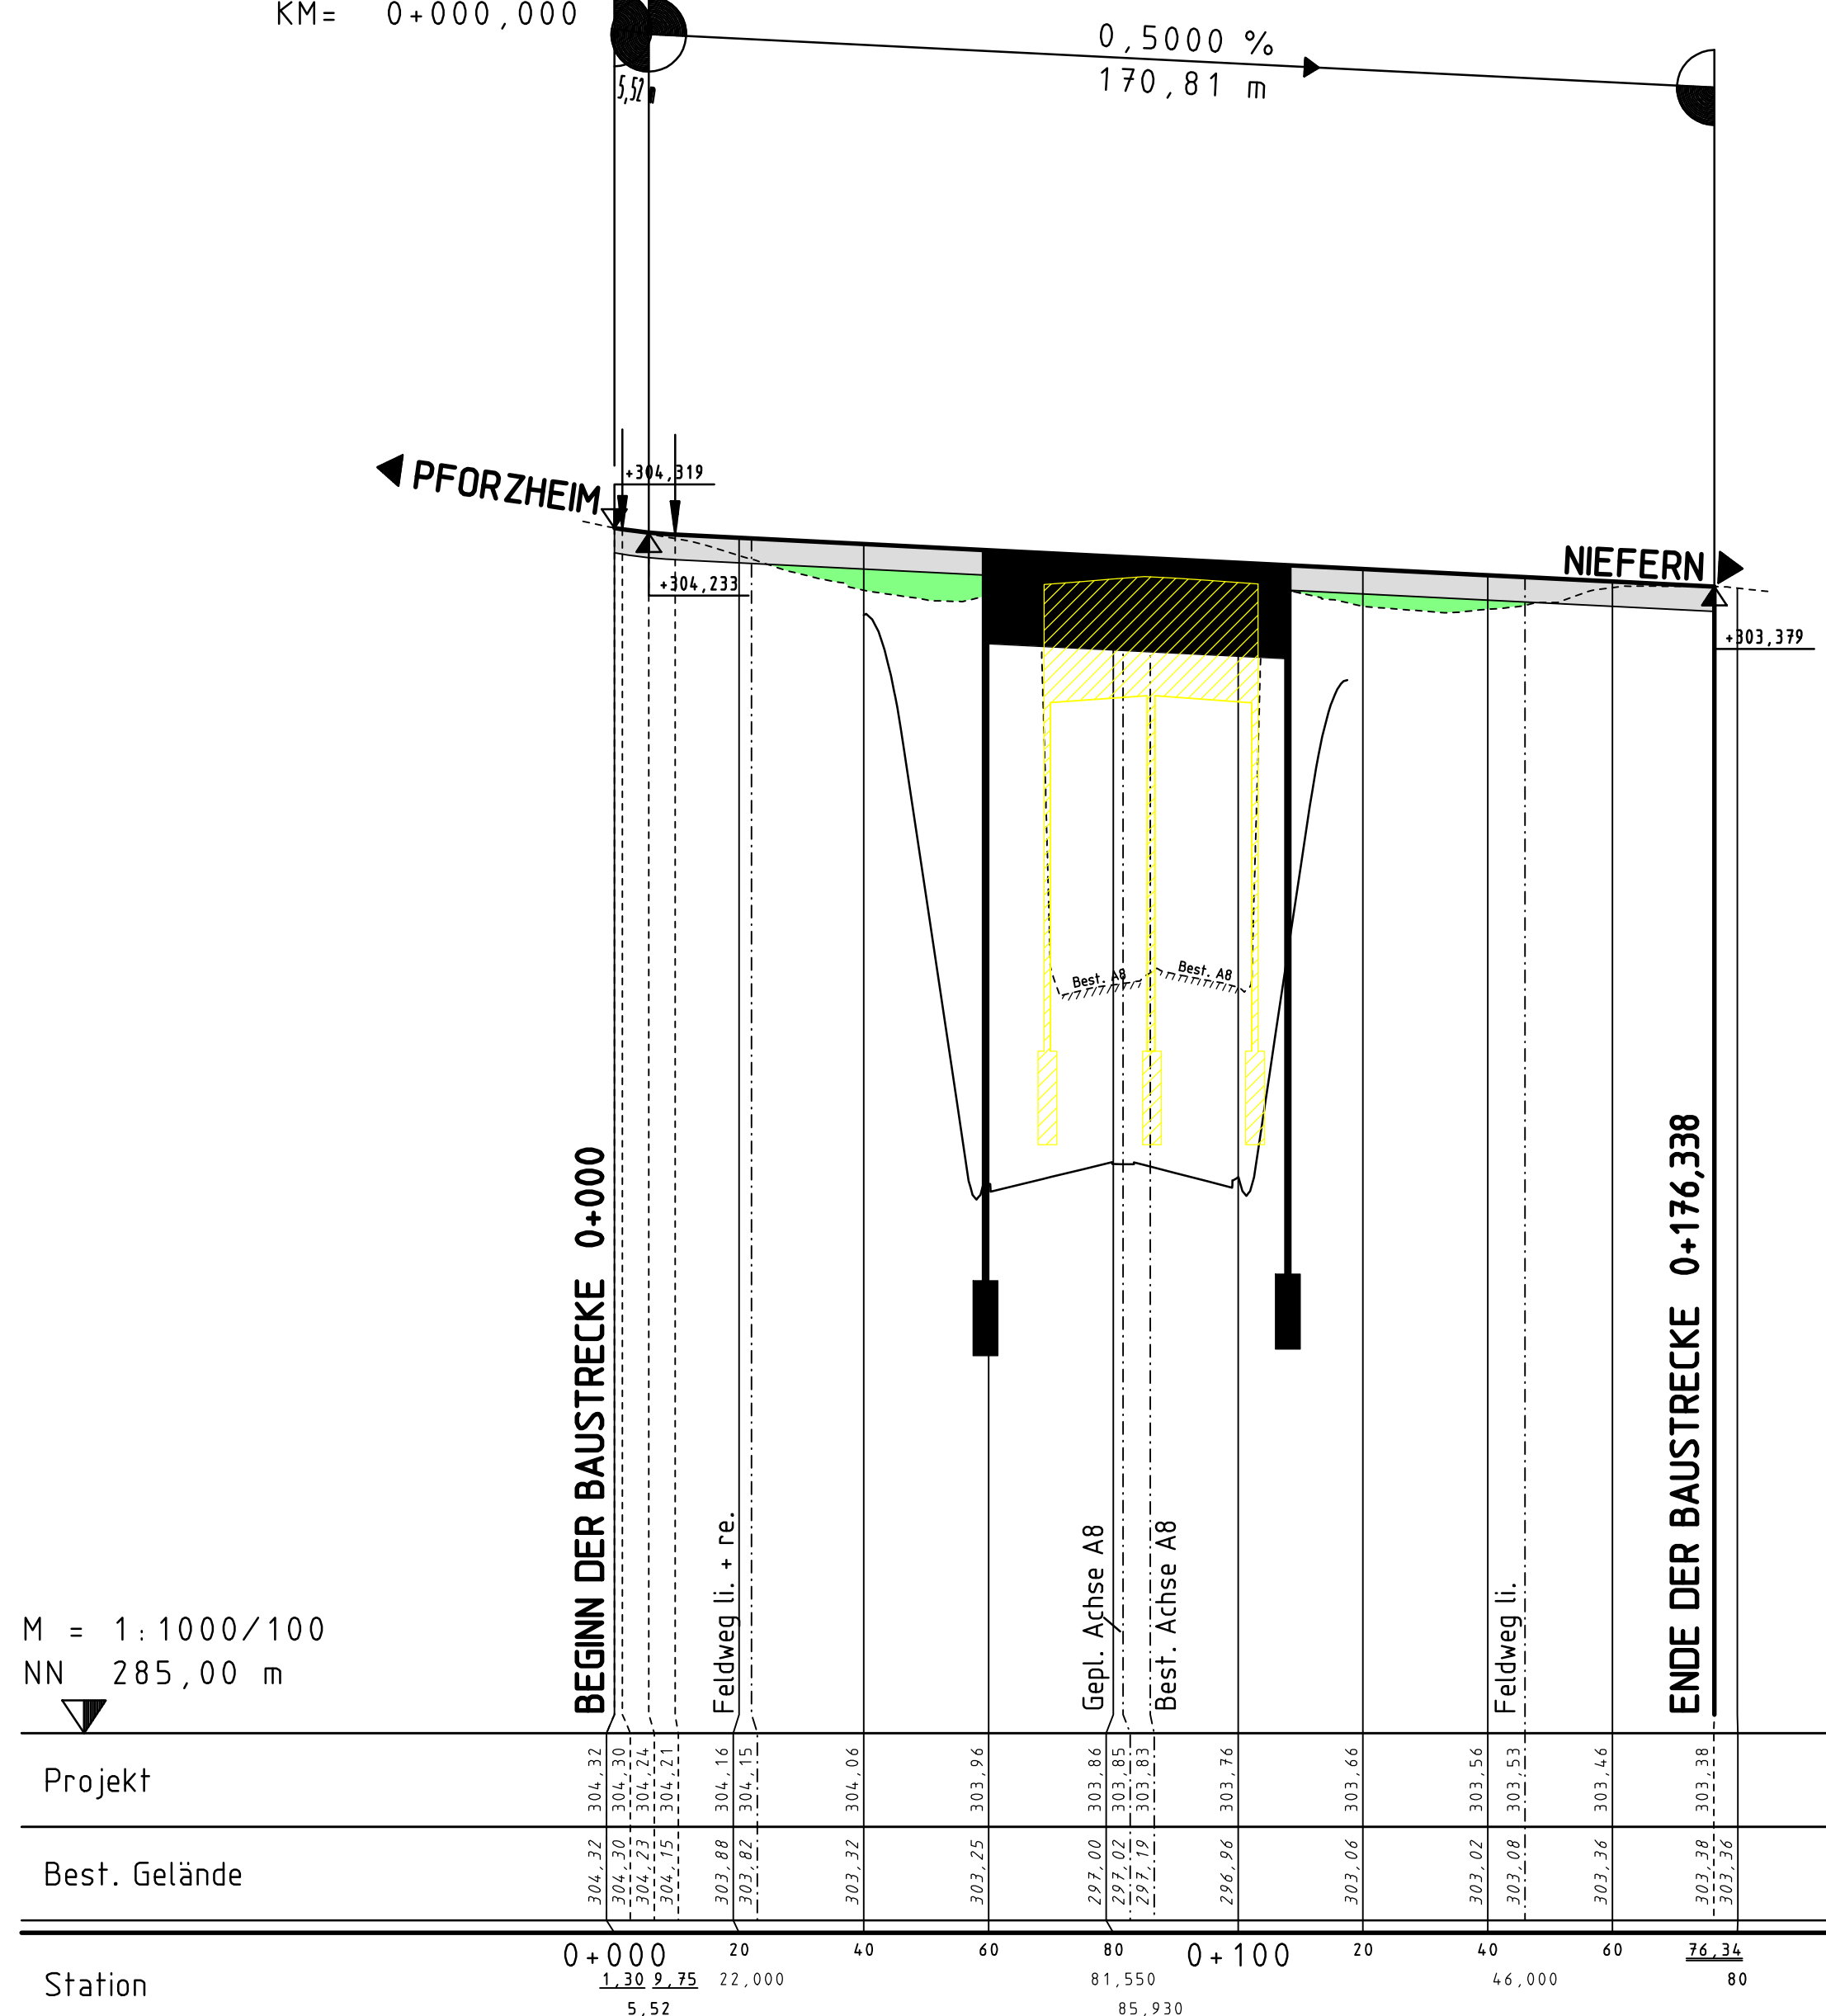 KM= 0+000,000
0,5000 %
170,81 m
5,52
PFORZHEIM
+304,319
+304,233
NIEFERN
+303,379
Best. A8
Best. A8
BEGINN DER BAUSTRECKE 0+000
Feldweg li. + re.
Gepl. Achse A8
Best. Achse A8
Feldweg li.
ENDE DER BAUSTRECKE 0+176,338
M = 1:1000/100
NN 285,00 m
Projekt
304,32 304,30 304,24 304,21 304,16 304,15 304,06 303,96 303,86 303,85 303,83 303,76 303,66 303,56 303,53 303,46 303,38
Best. Gelände
304,32 304,30 304,23 304,15 303,88 303,82 303,32 303,25 297,00 297,02 297,19 296,96 303,06 303,02 303,08 303,36 303,38 303,36
0+000 20 40 60 80 0+100 20 40 60 76,34
Station
1,30 9,75 22,000 81,550 46,000 80
5,52 85,930